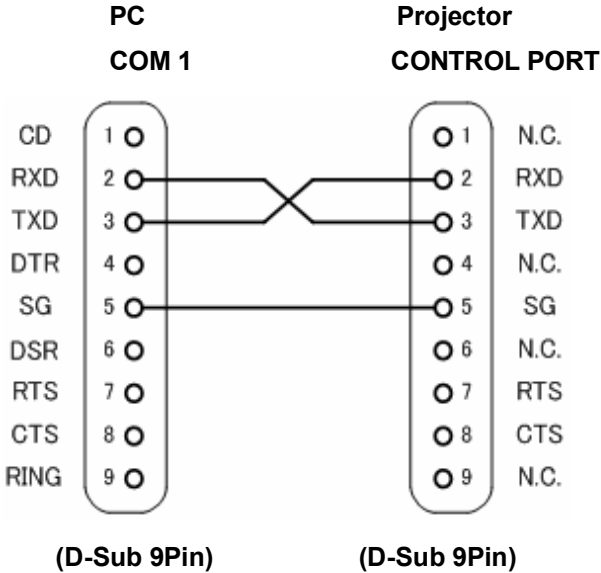 PC Projector
COM 1 CONTROL PORT
CD 1 1 N.C.
RXD 2 2 RXD
TXD 3 3 TXD
DTR 4 4 N.C.
SG 5 5 SG
DSR 6 6 N.C.
RTS 7 7 RTS
CTS 8 8 CTS
RING 9 9 N.C.
(D-Sub 9Pin) (D-Sub 9Pin)